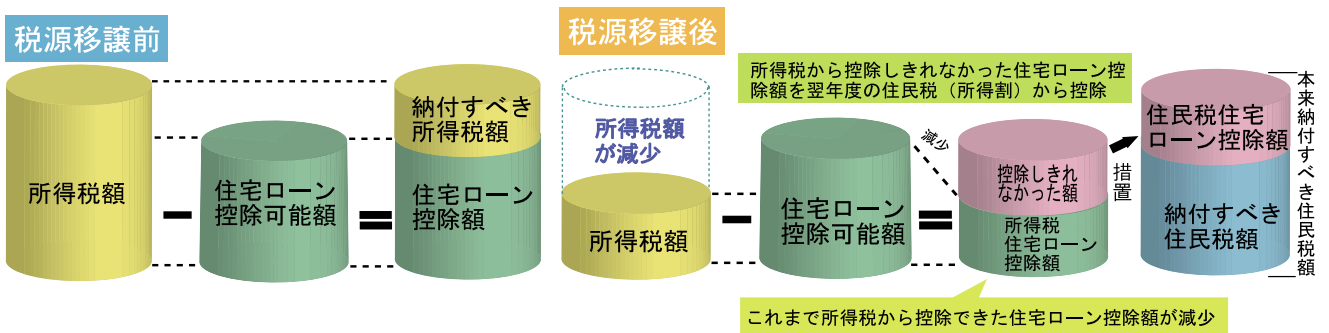 税源移譲前
所得税額
住宅ローン
控除可能額
納付すべき
所得税額
住宅ローン
控除額
税源移譲後
所得税額
が減少
所得税額
住宅ローン
控除可能額
所得税から控除しきれなかった住宅ローン控
除額を翌年度の住民税（所得割）から控除
減少
控除しきれ
なかった額
所得税
住宅ローン
控除額
措置
住民税住宅
ローン控除額
納付すべき
住民税額
本来納付すべき住民税額
これまで所得税から控除できた住宅ローン控除額が減少